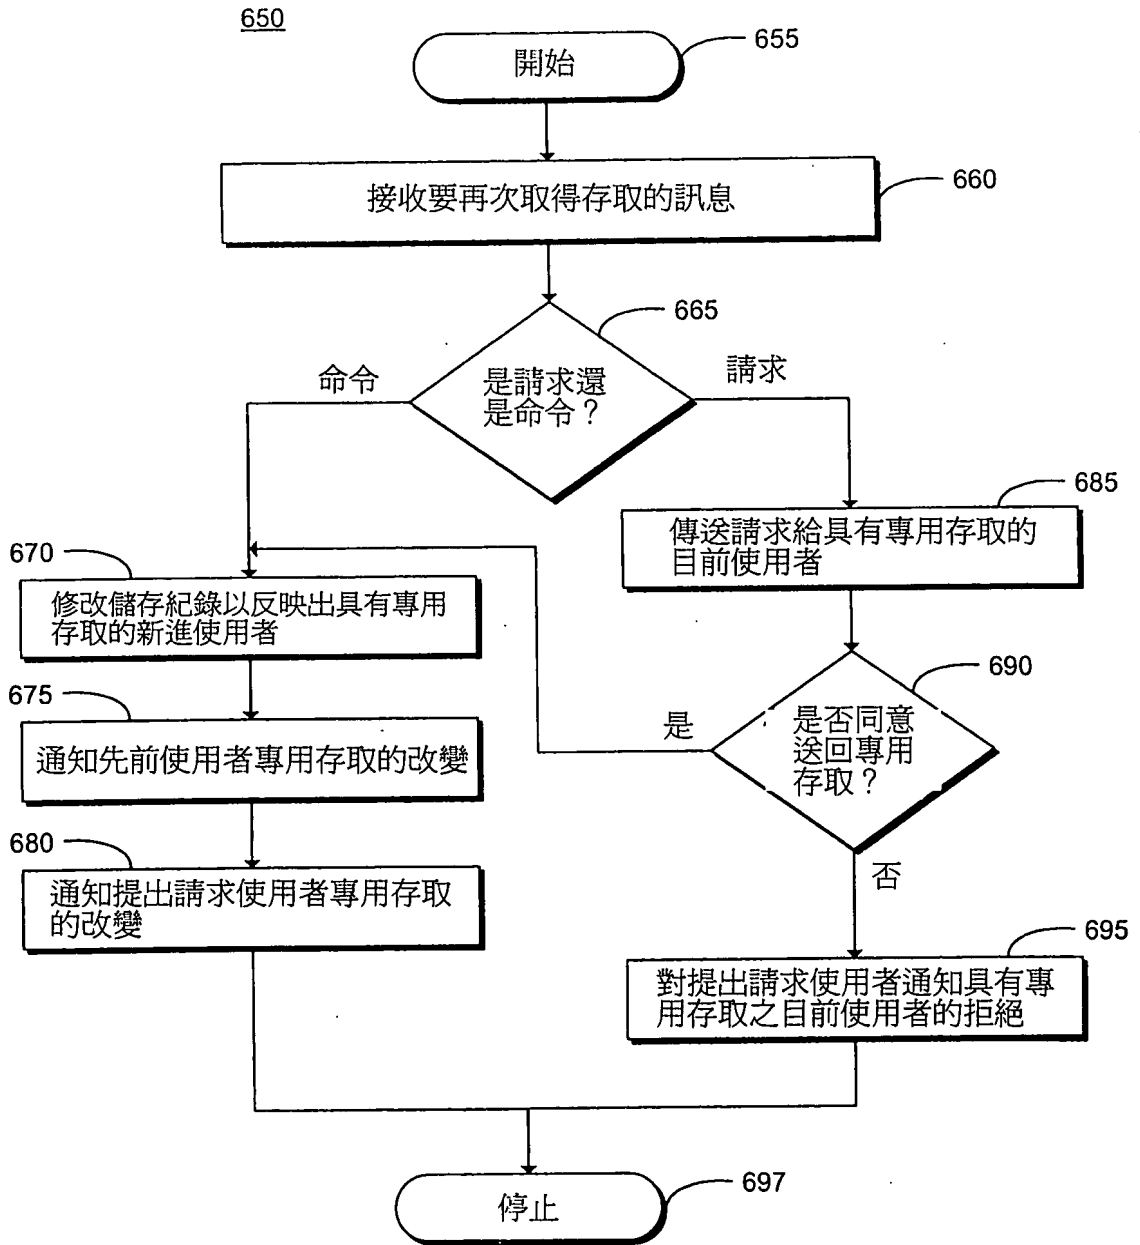 650
開始
655
接收要再次取得存取的訊息
660
665
是請求還
是命令？
命令
請求
685
傳送請求給具有專用存取的
目前使用者
670
修改儲存紀錄以反映出具有專用
存取的新進使用者
690
是否同意
送回專用
存取？
是
675
通知先前使用者專用存取的改變
680
通知提出請求使用者專用存取
的改變
否
695
對提出請求使用者通知具有專
用存取之目前使用者的拒絕
停止
697